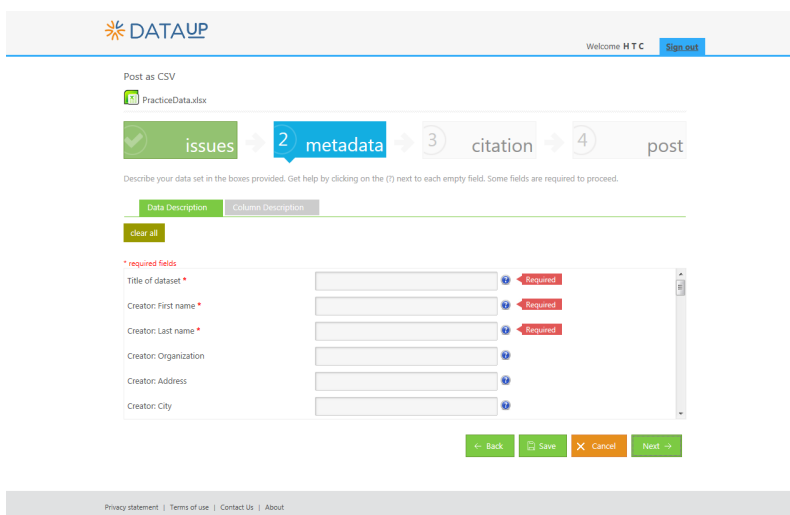 DATAUP
Welcome H T C Sign out
Post as CSV
PracticeData.xlsx
issues 2 metadata 3 citation 4 post
Describe your data set in the boxes provided. Get help by clicking on the (?) next to each empty field. Some fields are required to proceed.
Data Description Column Description
clear all
* required fields
Title of dataset * ? Required
Creator: First name * ? Required
Creator: Last name * ? Required
Creator: Organization ?
Creator: Address ?
Creator: City ?
← Back Save X Cancel Next →
Privacy statement | Terms of use | Contact Us | About